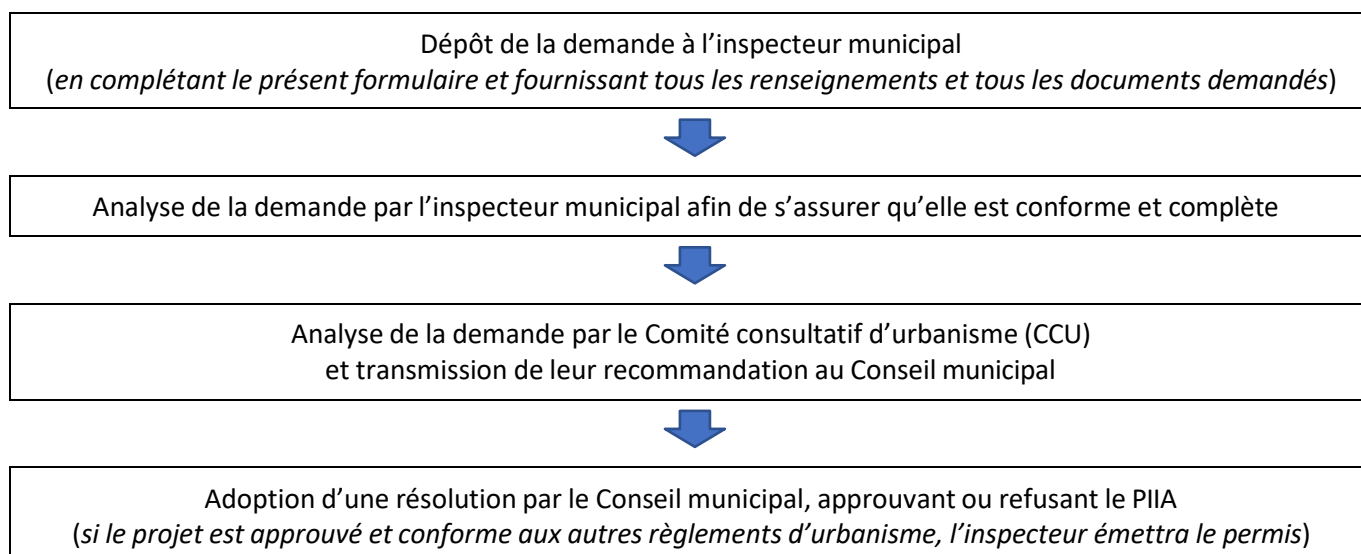 Dépôt de la demande à l’inspecteur municipal
(en complétant le présent formulaire et fournissant tous les renseignements et tous les documents demandés)
Analyse de la demande par l’inspecteur municipal afin de s’assurer qu’elle est conforme et complète
Analyse de la demande par le Comité consultatif d’urbanisme (CCU)
et transmission de leur recommandation au Conseil municipal
Adoption d’une résolution par le Conseil municipal, appirouvant ou refusant le PIIA
(si le projet est approuvé et conforme aux autres règlements d’urbanisme, l’inspecteur émettra le permis)